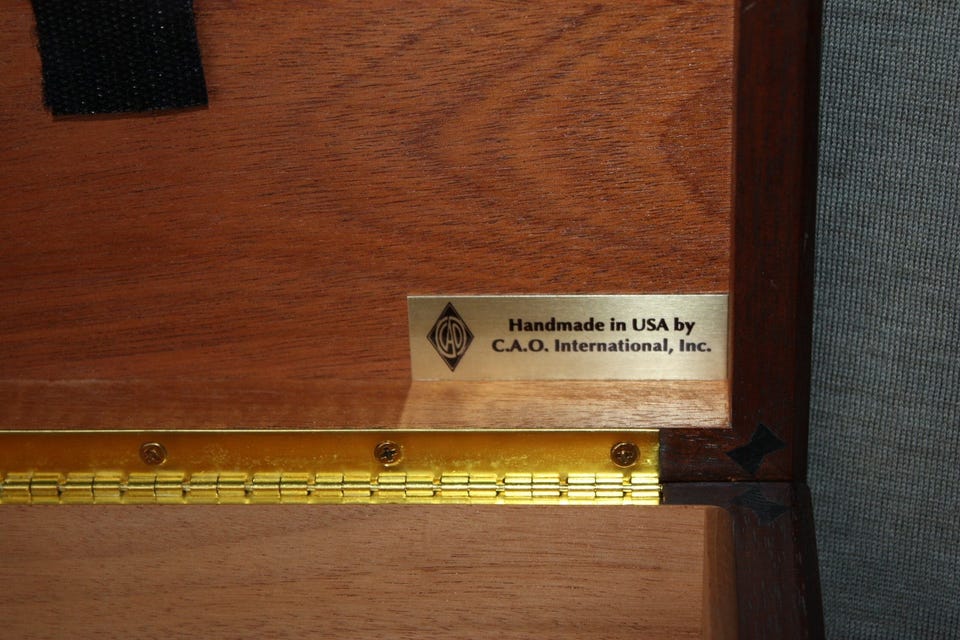 CAO
Handmade in USA by
C.A.O. International, Inc.